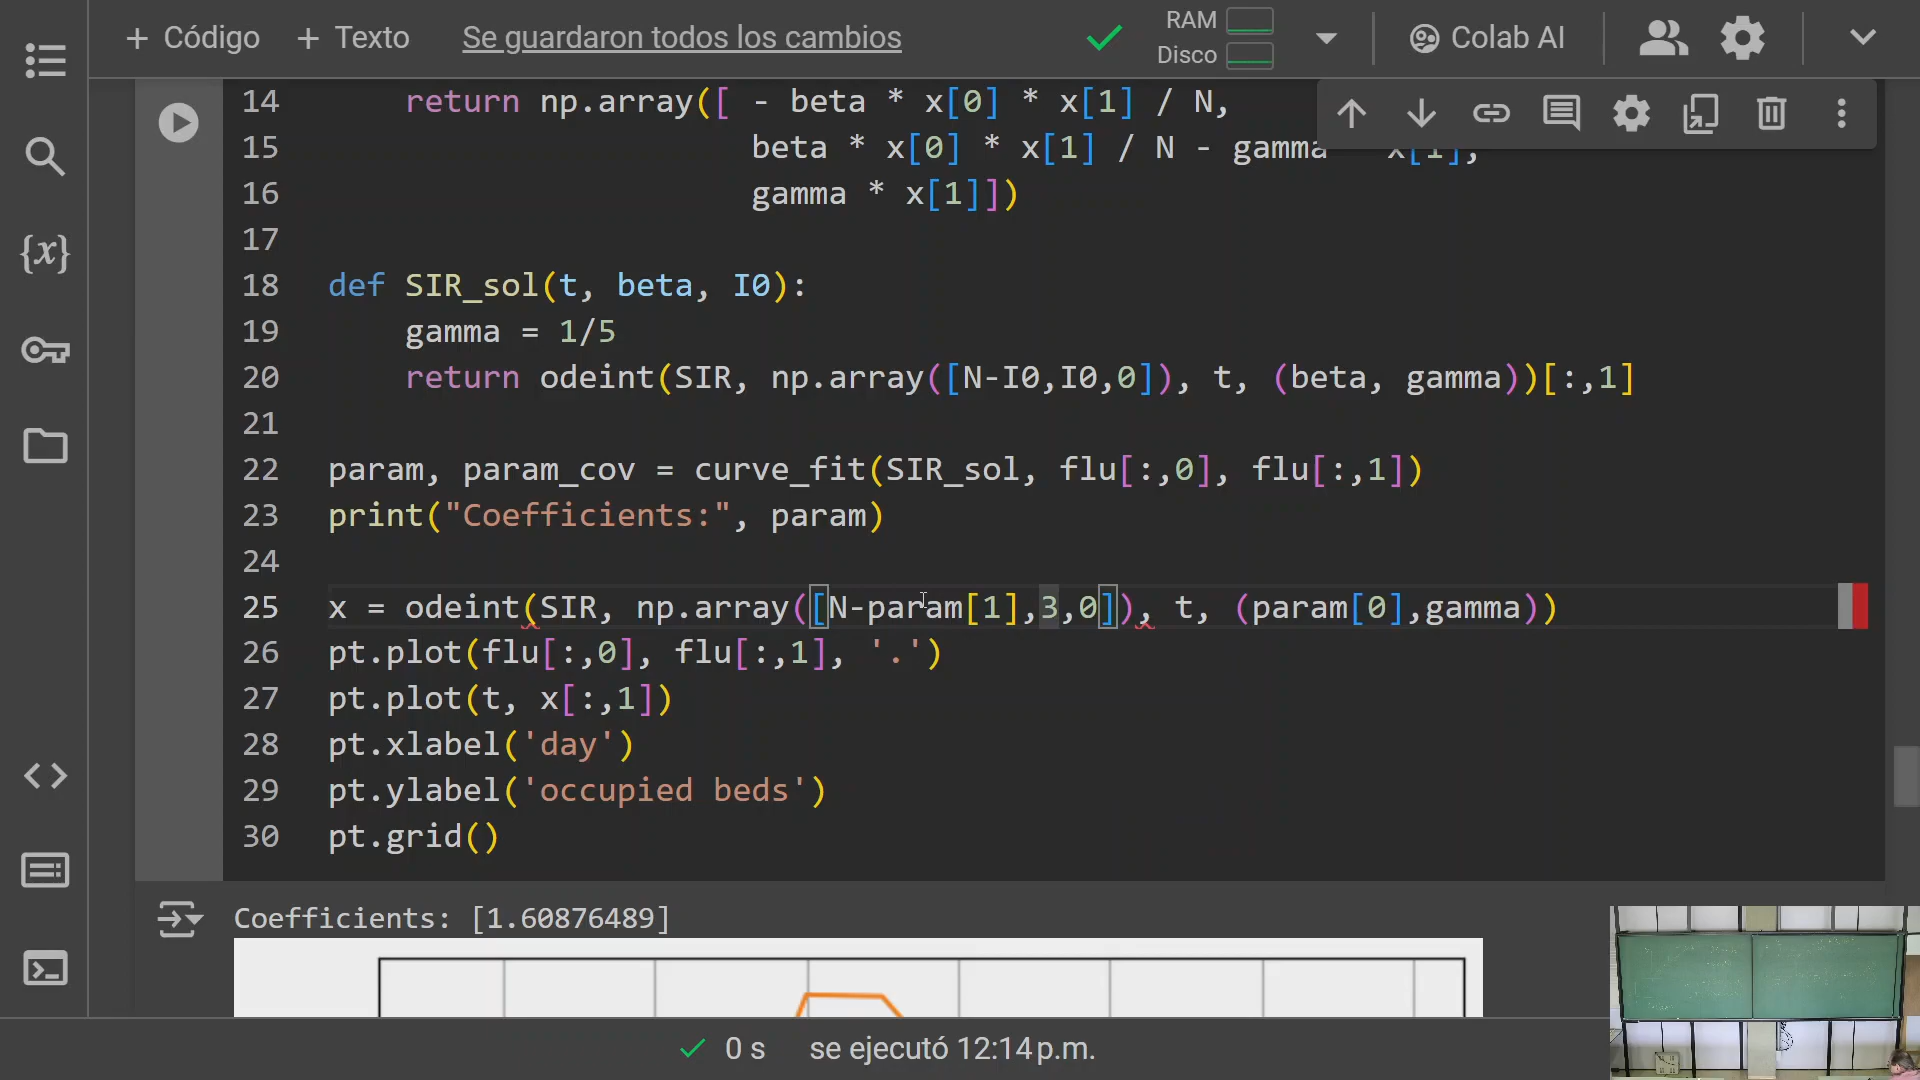 + Código + Texto Se guardaron todos los cambios RAM Disco Colab AI
14 return np.array([ - beta * x[0] * x[1] / N,
15 beta * x[0] * x[1] / N - gamma * x[1],
16 gamma * x[1]])
17
18 def SIR_sol(t, beta, I0):
19 gamma = 1/5
20 return odeint(SIR, np.array([N-I0,I0,0]), t, (beta, gamma))[:,1]
21
22 param, param_cov = curve_fit(SIR_sol, flu[:,0], flu[:,1])
23 print("Coefficients:", param)
24
25 x = odeint(SIR, np.array([N-param[1],3,0]), t, (param[0],gamma))
26 pt.plot(flu[:,0], flu[:,1], '.')
27 pt.plot(t, x[:,1])
28 pt.xlabel('day')
29 pt.ylabel('occupied beds')
30 pt.grid()
Coefficients: [1.60876489]
0 s se ejecutó 12:14 p.m.